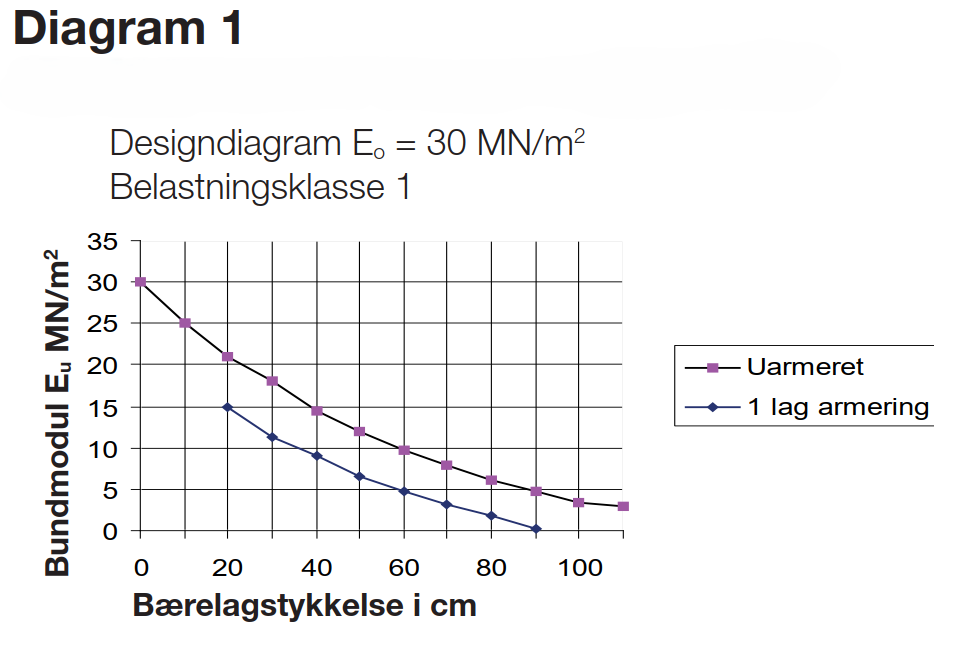 Diagram 1
Designdiagram Eₒ = 30 MN/m²
Belastningsklasse 1
Bundmodul Eᵤ MN/m²
35
30
25
20
15
10
5
0
0 20 40 60 80 100
Bærelagstykkelse i cm
Uarmeret
1 lag armering